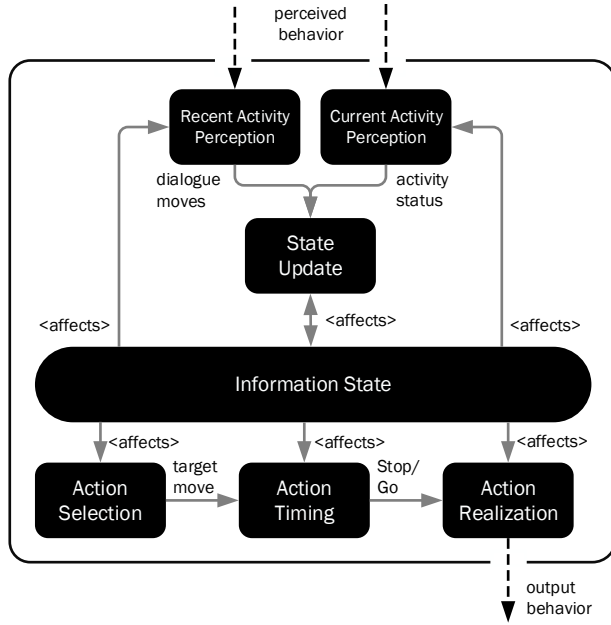 perceived
behavior
Recent Activity
Perception
Current Activity
Perception
dialogue
moves
activity
status
State
Update
<affects>
<affects>
<affects>
Information State
<affects>
<affects>
<affects>
Action
Selection
target
move
Action
Timing
Stop/
Go
Action
Realization
output
behavior